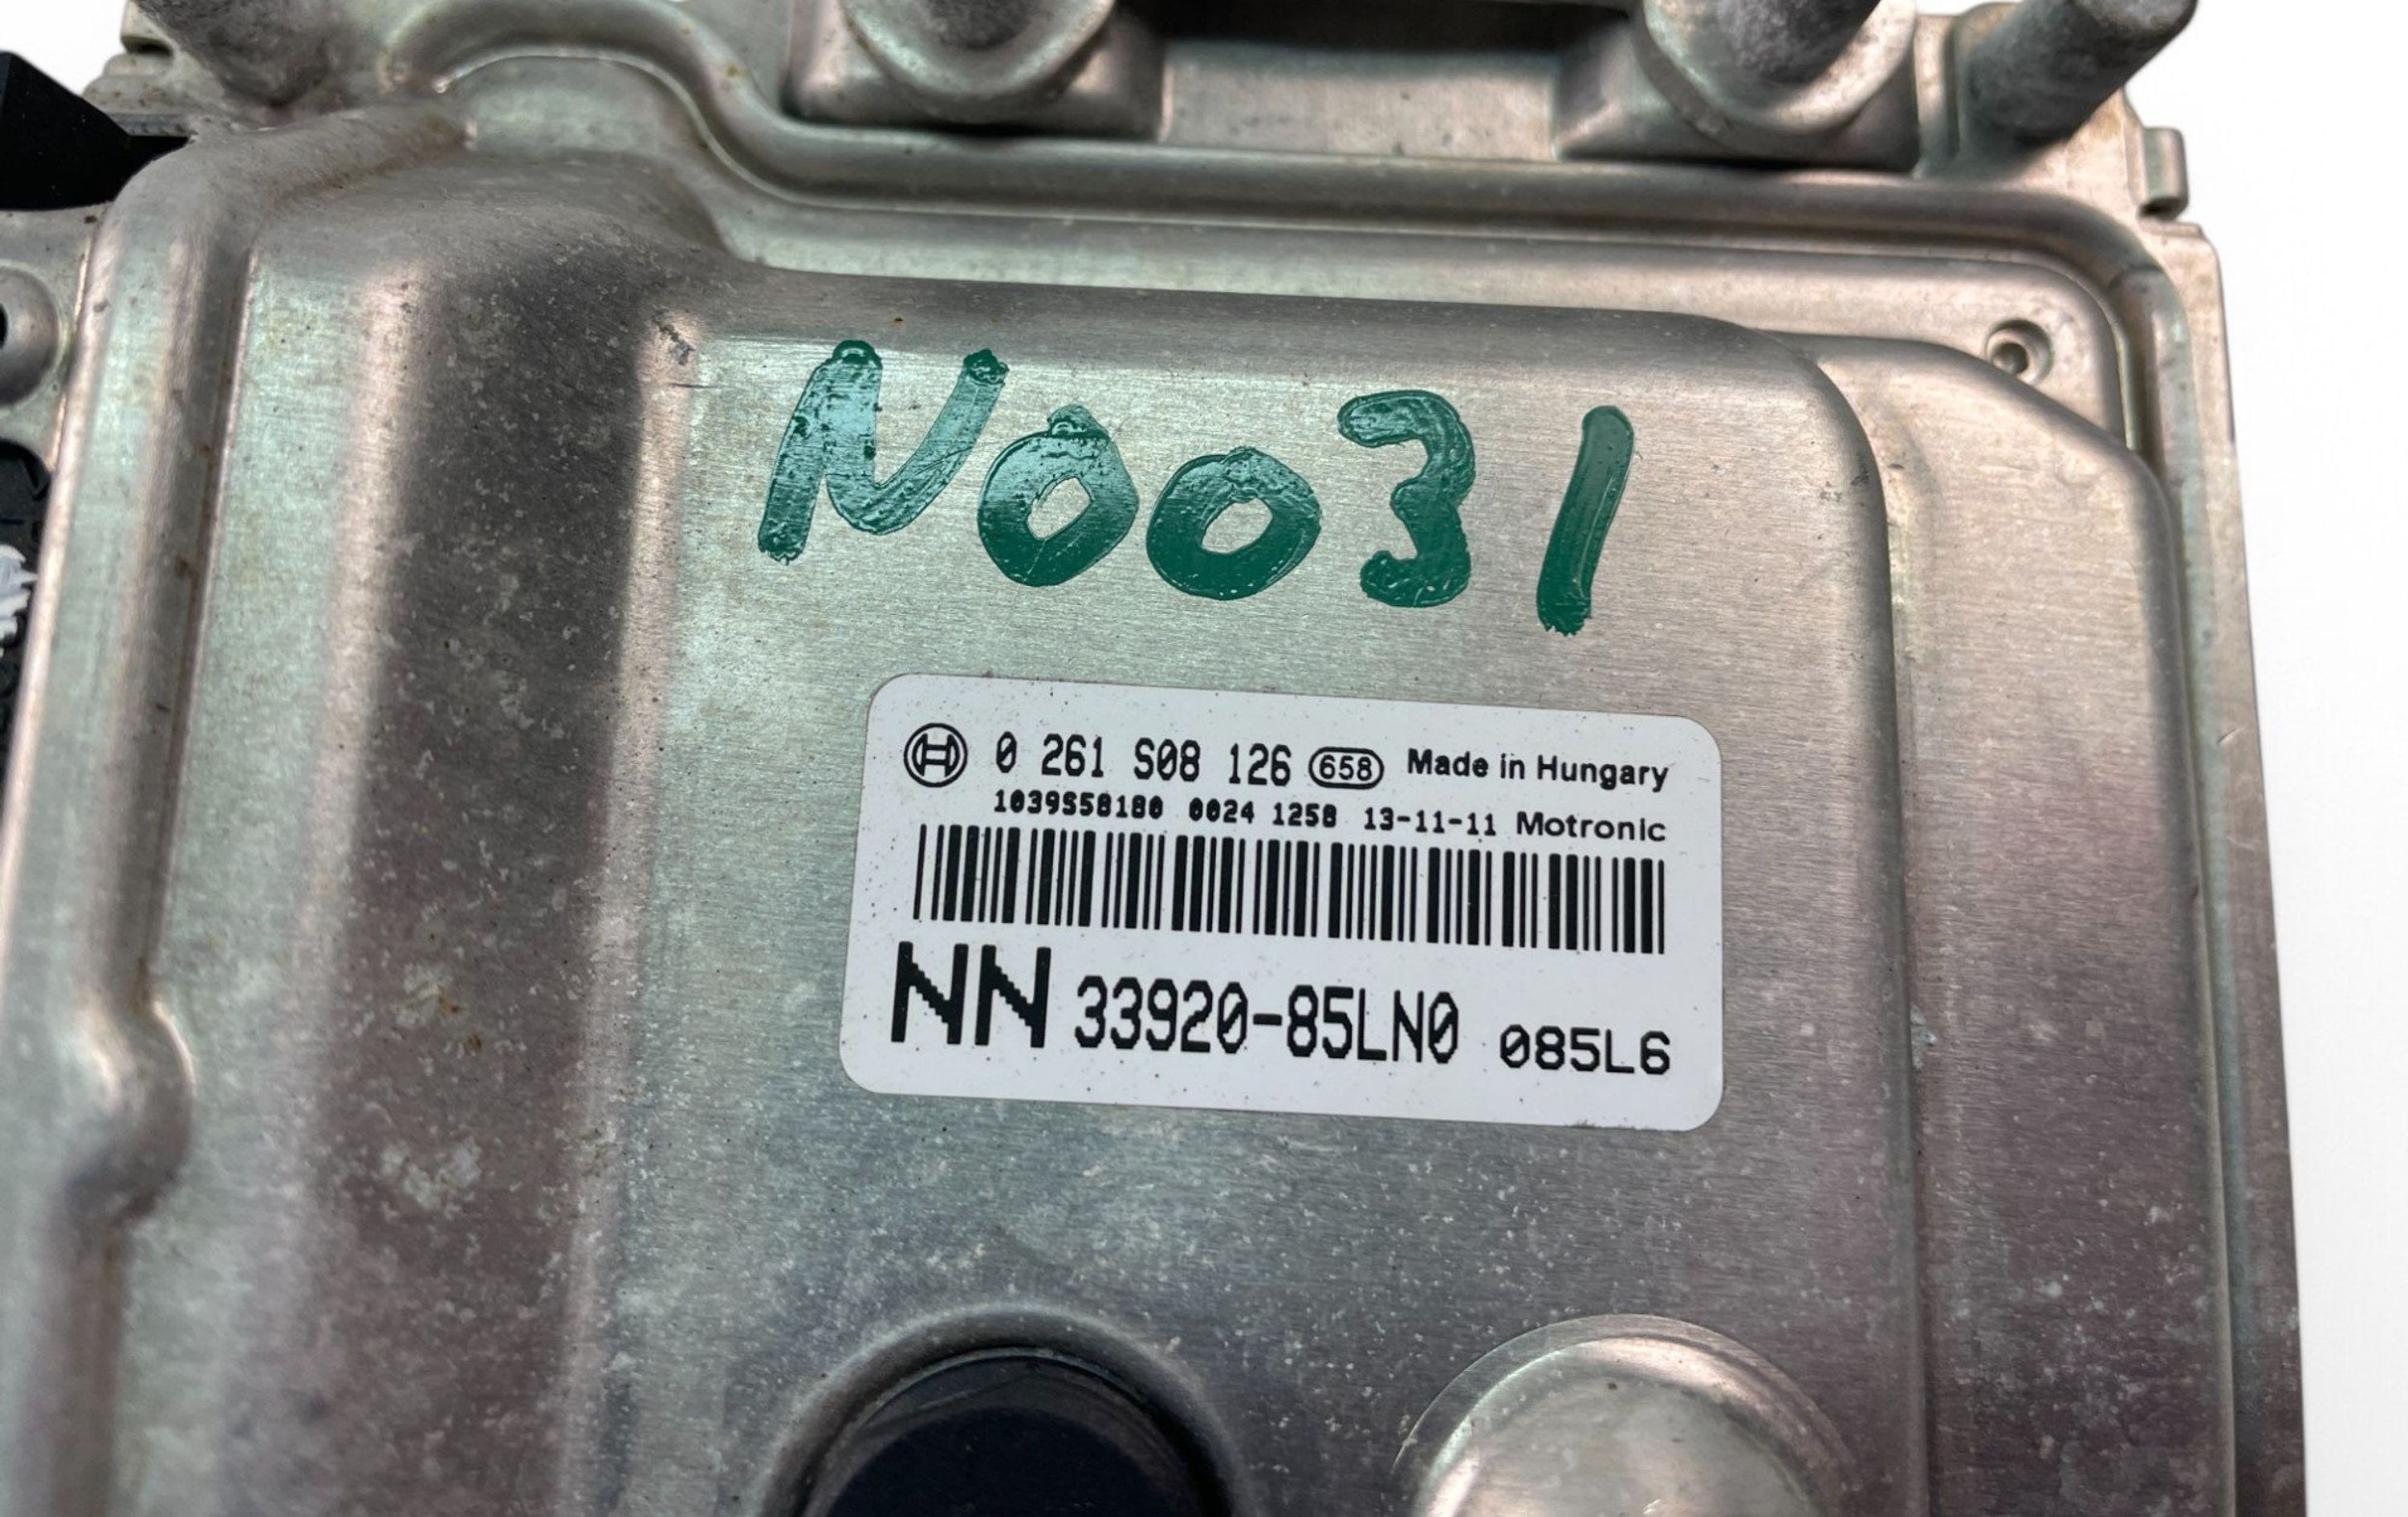 N0031
0 261 S08 126 658 Made in Hungary
1039S58180 0024 1258 13-11-11 Motronic
NN 33920-85LN0 085L6